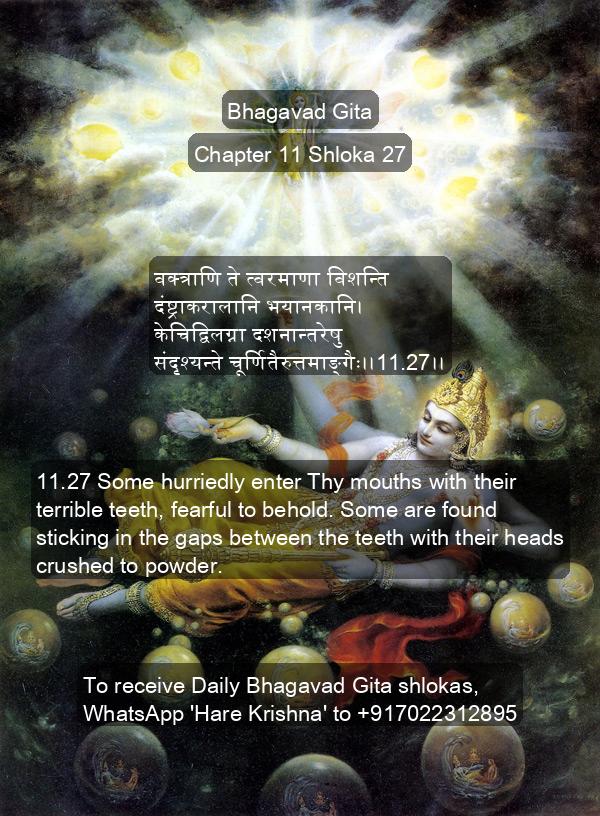 Bhagavad Gita
Chapter 11 Shloka 27
वक्त्राणि ते त्वरमाणा विशन्ति
दंष्ट्राकरालानि भयानकानि।
केचिद्विलग्ना दशनान्तरेषु
संदृश्यन्ते चूर्णितैरुत्तमाङ्गैः।।11.27।।
11.27 Some hurriedly enter Thy mouths with their
terrible teeth, fearful to behold. Some are found
sticking in the gaps between the teeth with their heads
crushed to powder.
To receive Daily Bhagavad Gita shlokas,
WhatsApp 'Hare Krishna' to +917022312895